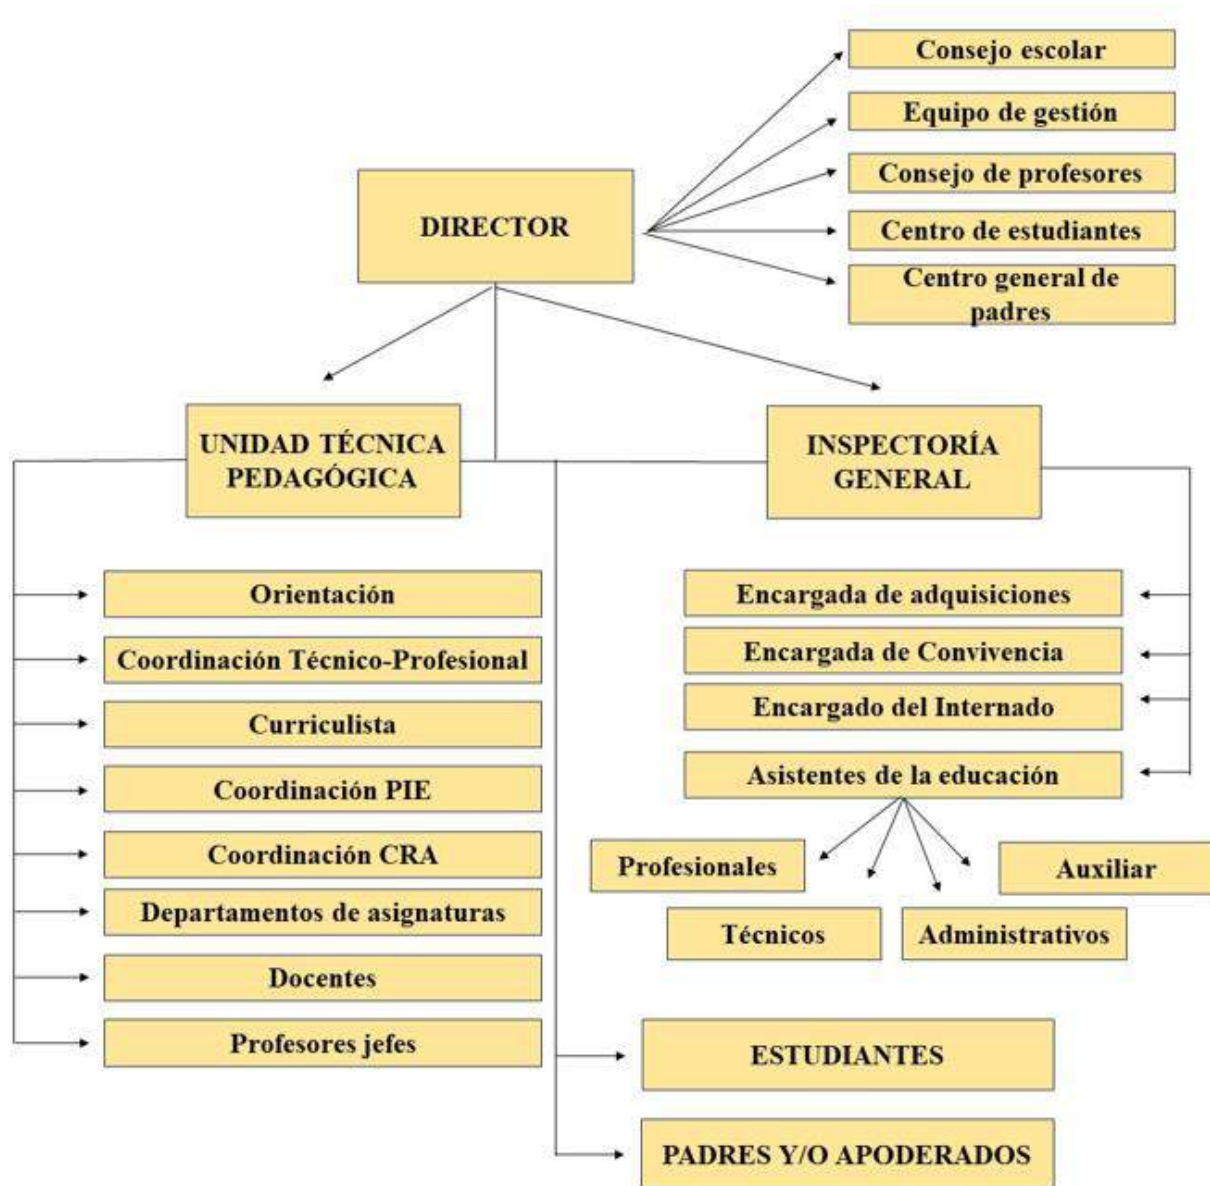 Consejo escolar
Equipo de gestión
Consejo de profesores
DIRECTOR
Centro de estudiantes
Centro general de
padres
UNIDAD TÉCNICA
PEDAGÓGICA
INSPECTORÍA
GENERAL
Orientación
Coordinación Técnico-Profesional
Curriculista
Coordinación PIE
Coordinación CRA
Departamentos de asignaturas
Docentes
Profesores jefes
Encargada de adquisiciones
Encargada de Convivencia
Encargado del Internado
Asistentes de la educación
Profesionales
Auxiliar
Técnicos
Administrativos
ESTUDIANTES
PADRES Y/O APODERADOS